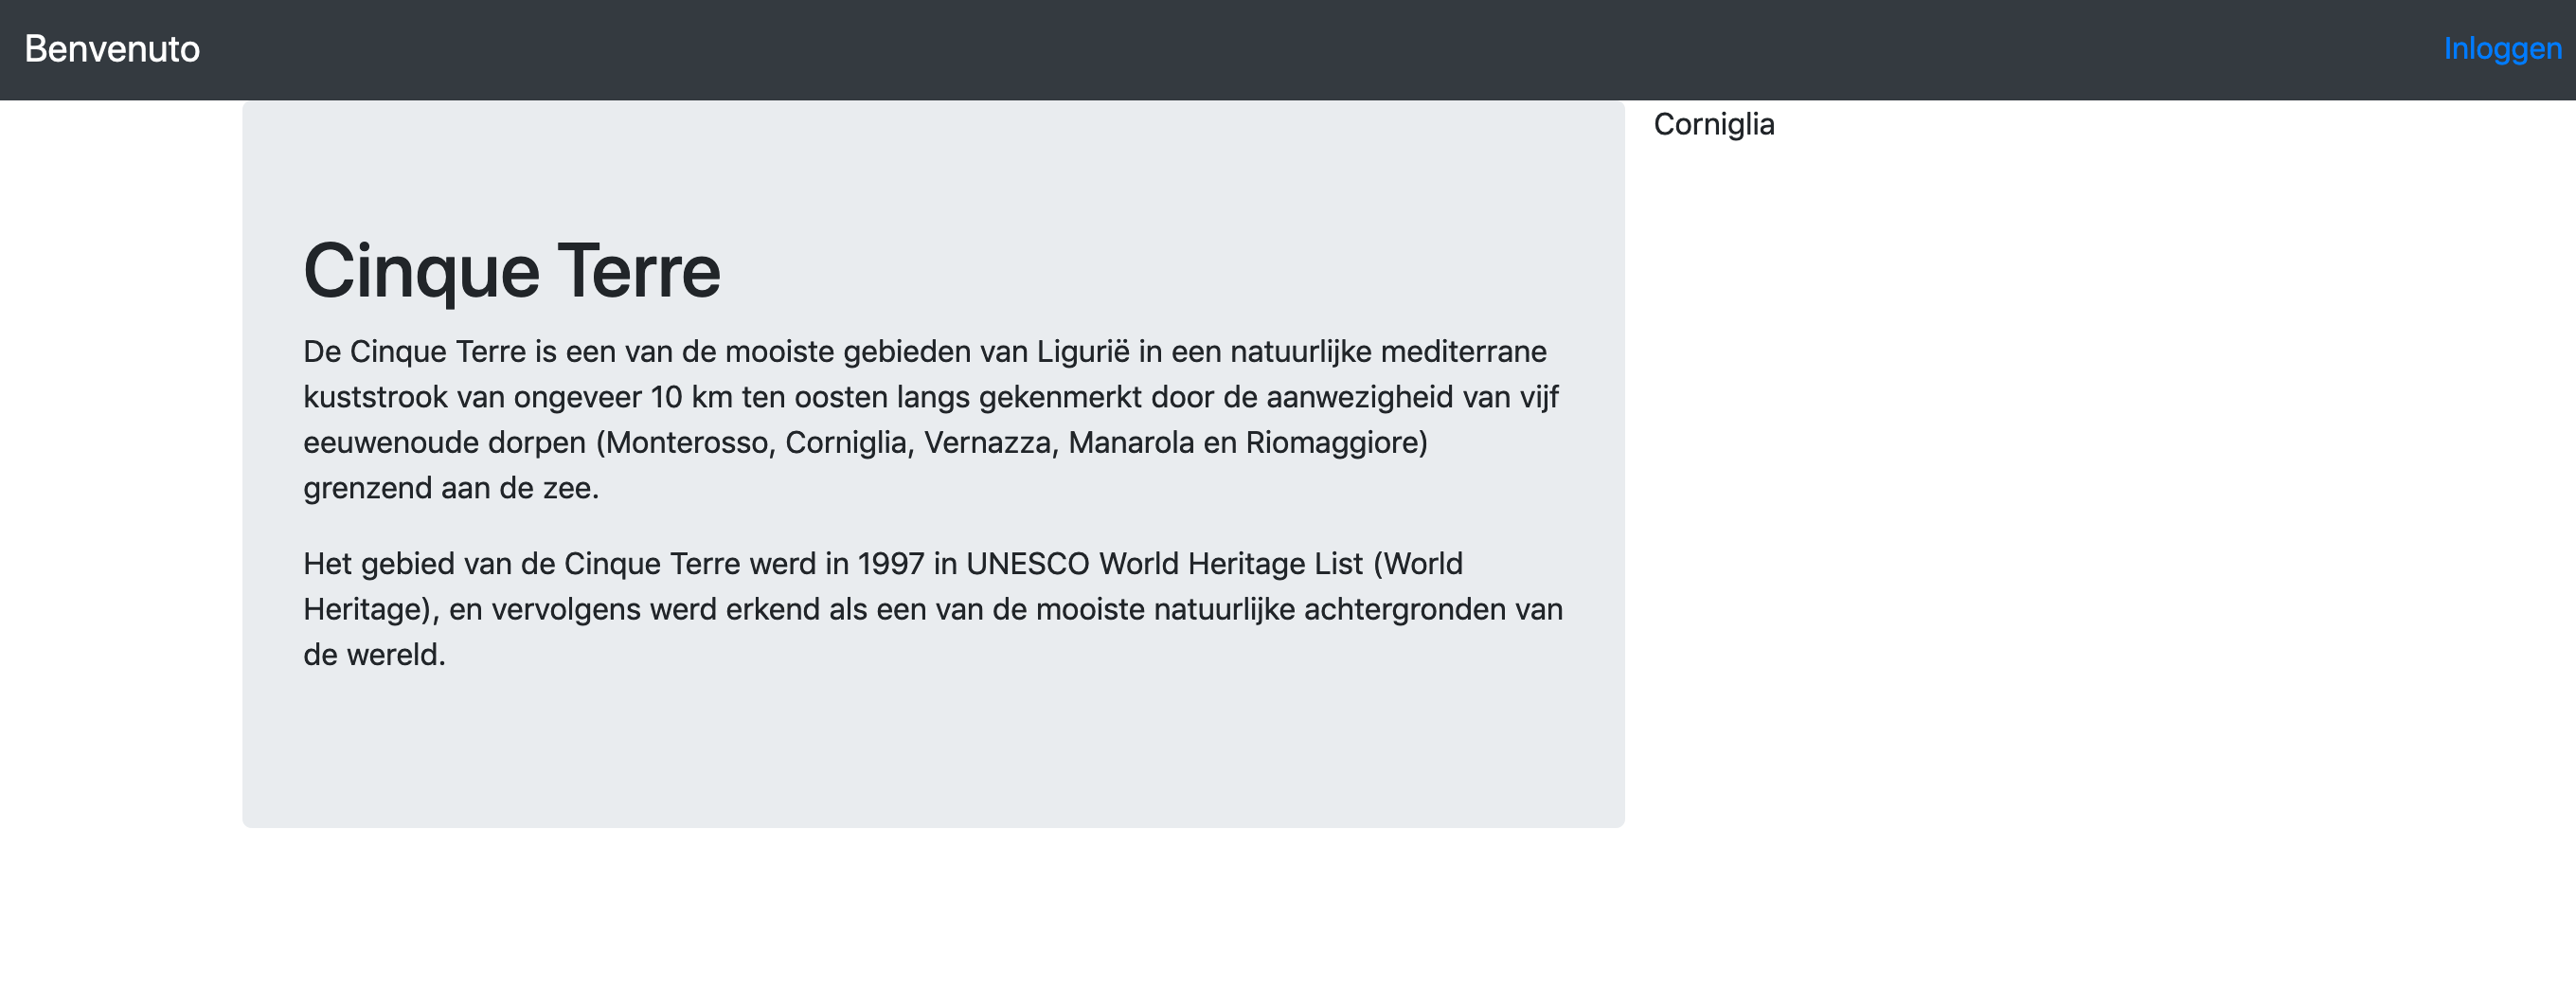 Benvenuto
Inloggen
Corniglia
Cinque Terre
De Cinque Terre is een van de mooiste gebieden van Ligurië in een natuurlijke mediterrane
kuststrook van ongeveer 10 km ten oosten langs gekenmerkt door de aanwezigheid van vijf
eeuwenoude dorpen (Monterosso, Corniglia, Vernazza, Manarola en Riomaggiore)
grenzend aan de zee.
Het gebied van de Cinque Terre werd in 1997 in UNESCO World Heritage List (World
Heritage), en vervolgens werd erkend als een van de mooiste natuurlijke achtergronden van
de wereld.